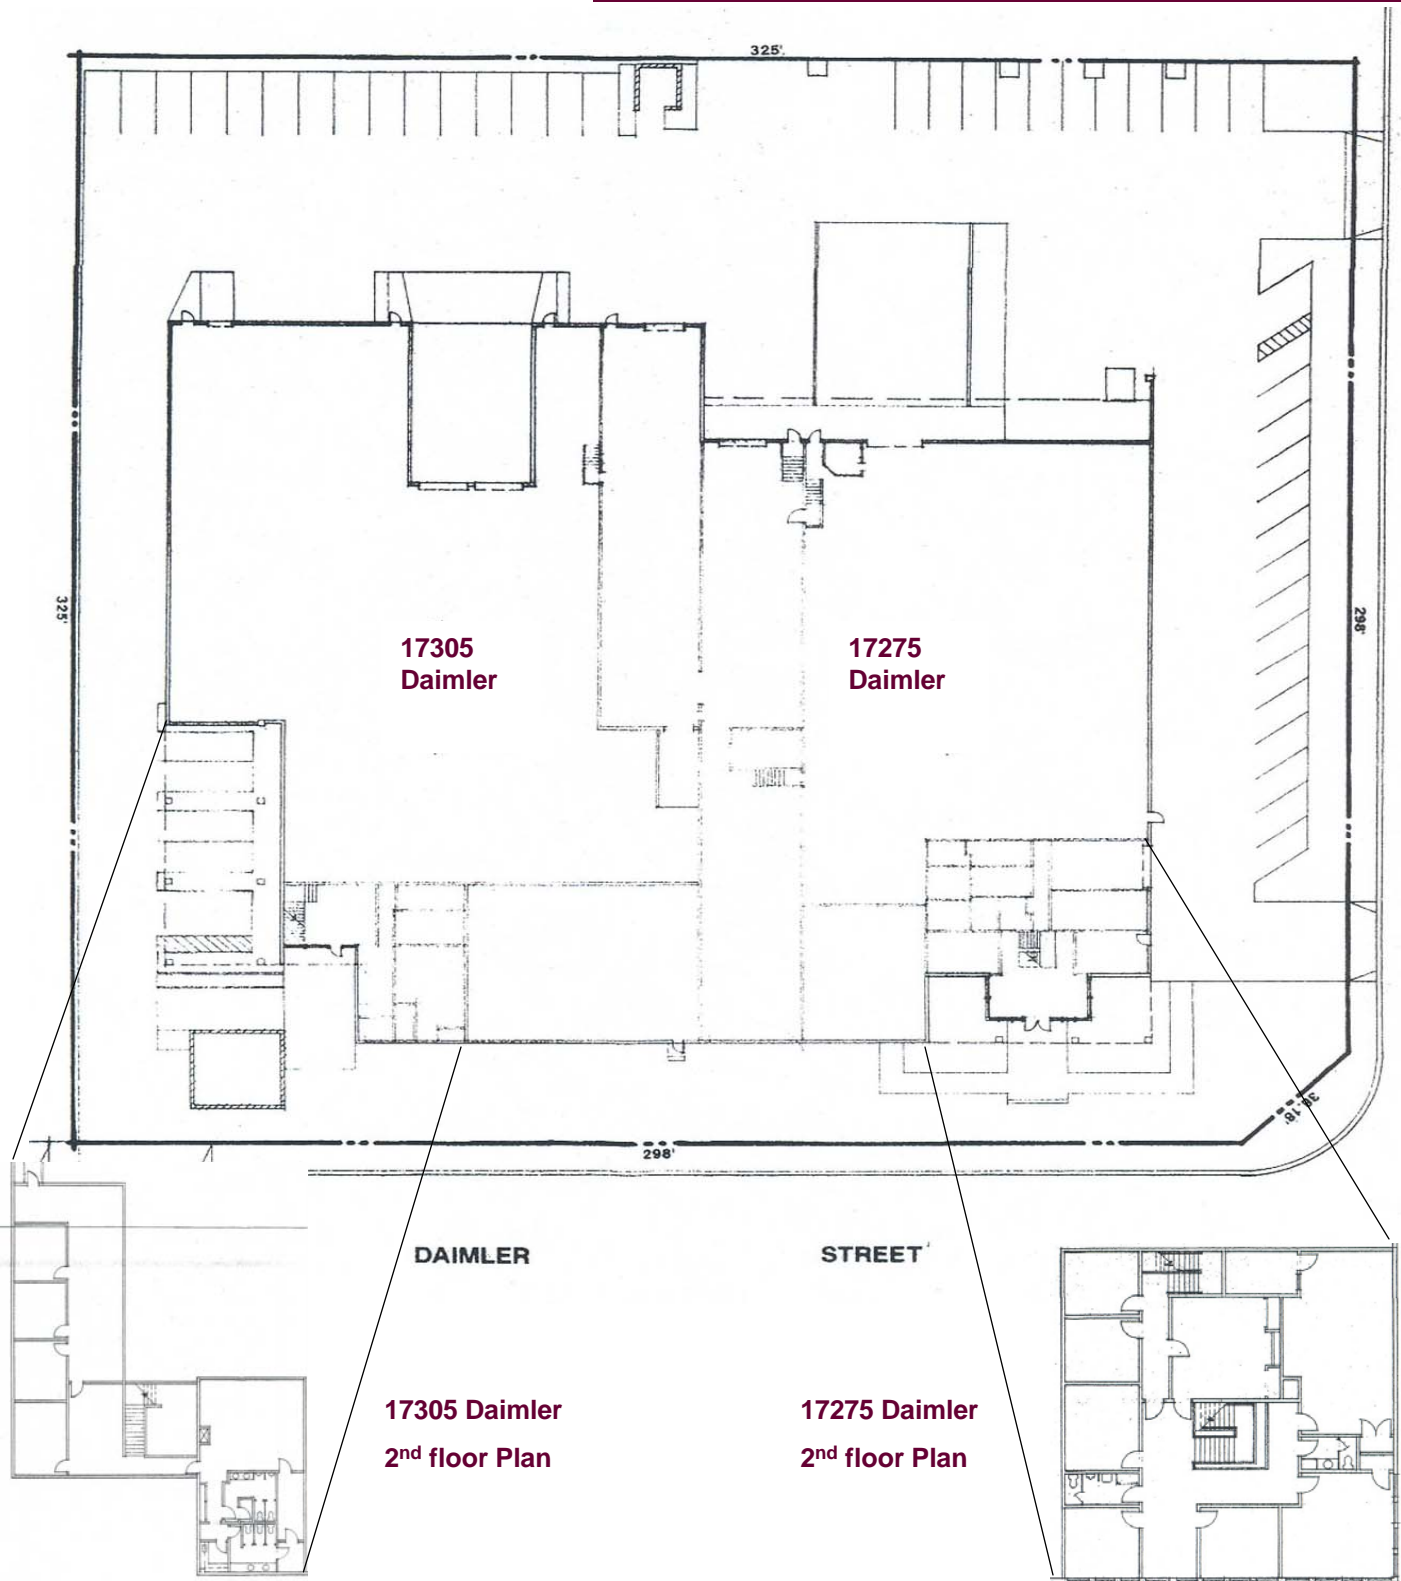 325'
325'
298'
17305
Daimler
17275
Daimler
38.18'
298'
DAIMLER STREET
17305 Daimler
2nd floor Plan
17275 Daimler
2nd floor Plan